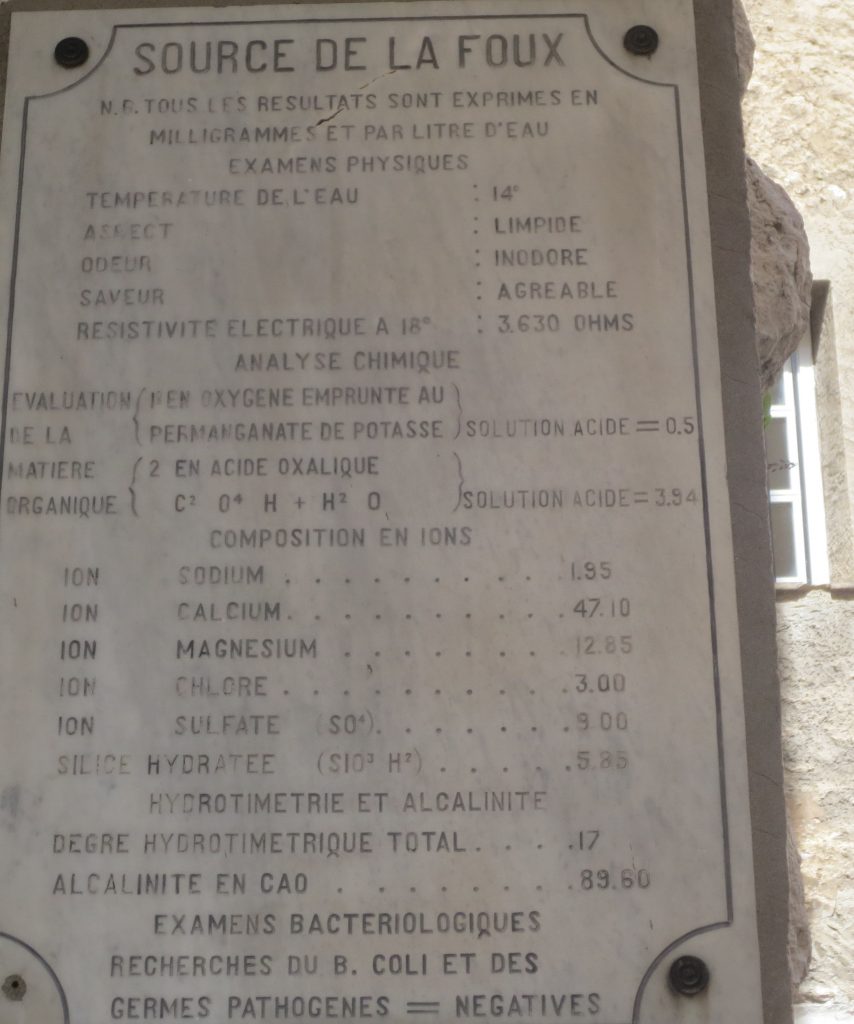 SOURCE DE LA FOUX
N.B. TOUS LES RESULTATS SONT EXPRIMES EN
MILLIGRAMMES ET PAR LITRE D'EAU
EXAMENS PHYSIQUES
TEMPERATURE DE L'EAU : 14°
ASPECT : LIMPIDE
ODEUR : INODORE
SAVEUR : AGREABLE
RESISTIVITE ELECTRIQUE A 18° : 3.630 OHMS
ANALYSE CHIMIQUE
EVALUATION ( 1 EN OXYGENE EMPRUNTE AU )
DE LA ( PERMANGANATE DE POTASSE ) SOLUTION ACIDE = 0.5
MATIERE ( 2 EN ACIDE OXALIQUE )
ORGANIQUE ( C² O⁴ H + H² O ) SOLUTION ACIDE = 3.94
COMPOSITION EN IONS
ION SODIUM . . . . . . . . . . 1.95
ION CALCIUM . . . . . . . . . . 47.10
ION MAGNESIUM . . . . . . . . 12.85
ION CHLORE . . . . . . . . . . 3.00
ION SULFATE (SO⁴) . . . . . . . 9.00
SILICE HYDRATEE (SIO³ H²) . . . . . 5.85
HYDROTIMETRIE ET ALCALINITE
DEGRE HYDROTIMETRIQUE TOTAL . . . . 17
ALCALINITE EN CAO . . . . . . . . 89.60
EXAMENS BACTERIOLOGIQUES
RECHERCHES DU B. COLI ET DES
GERMES PATHOGENES = NEGATIVES